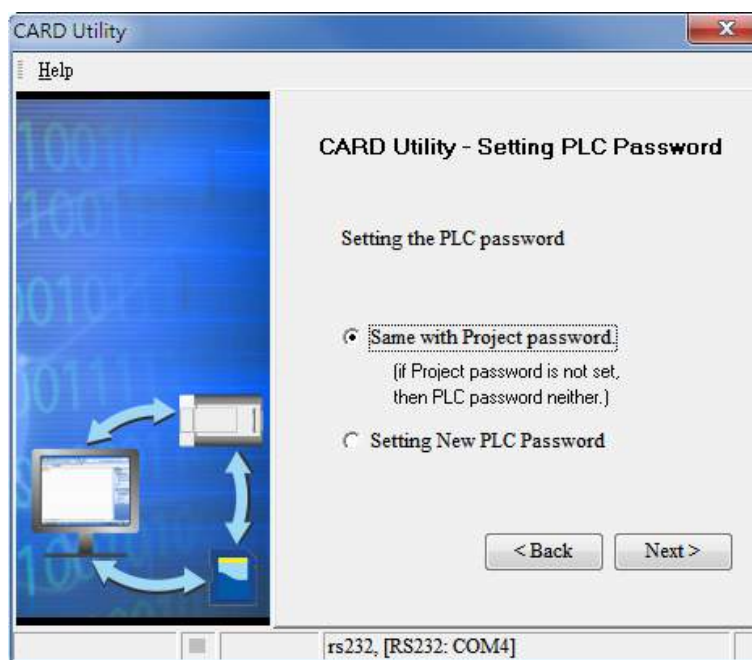 CARD Utility
Help
CARD Utility - Setting PLC Password
Setting the PLC password
Same with Project password.
(if Project password is not set,
then PLC password neither.)
Setting New PLC Password
< Back
Next >
rs232, [RS232: COM4]